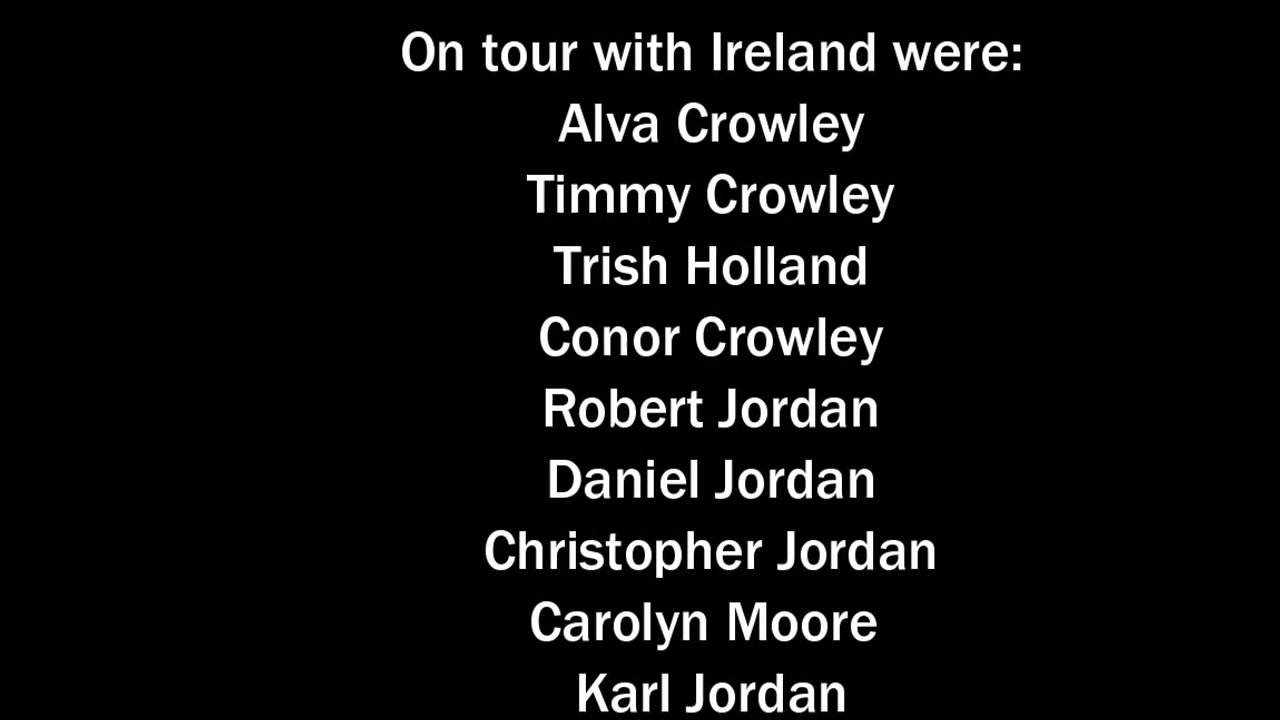 On tour with Ireland were:
Alva Crowley
Timmy Crowley
Trish Holland
Conor Crowley
Robert Jordan
Daniel Jordan
Christopher Jordan
Carolyn Moore
Karl Jordan